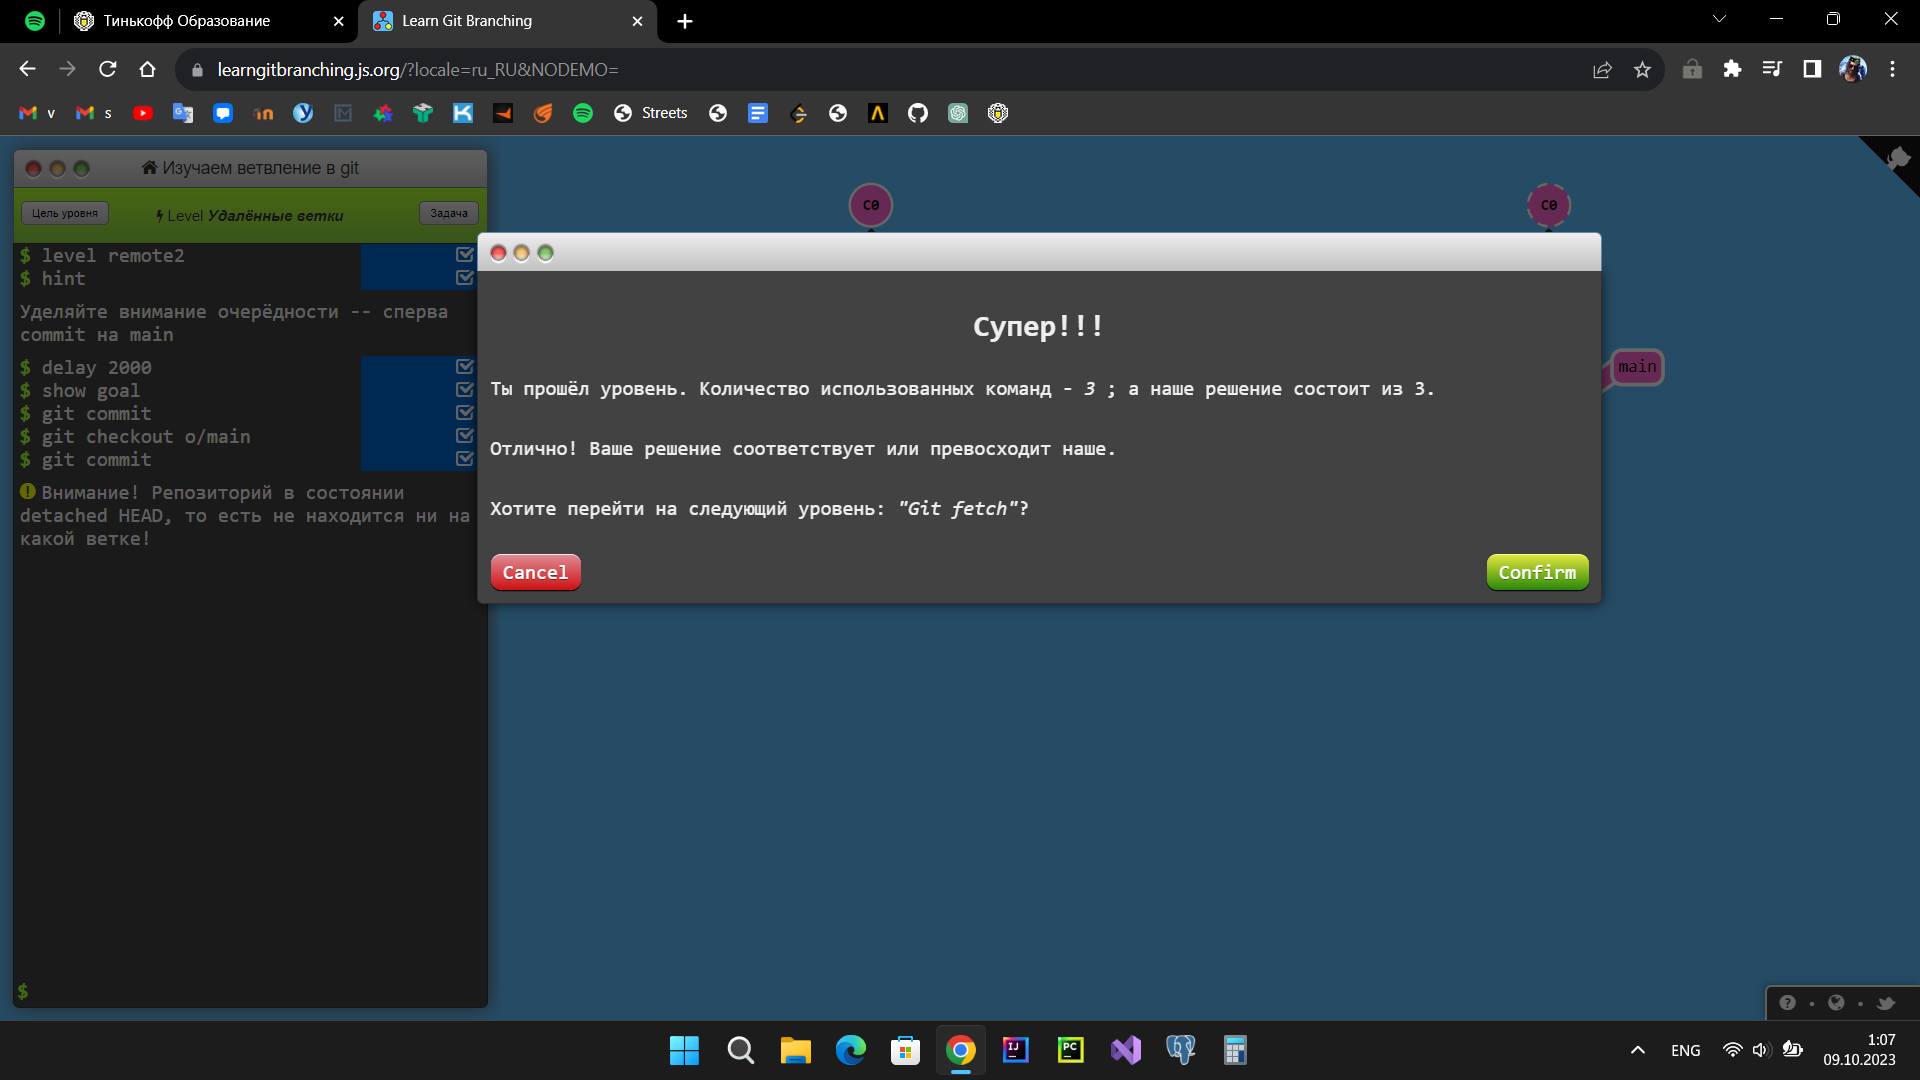 Тинькофф Образование
Learn Git Branching
learngitbranching.js.org/?locale=ru_RU&NODEMO=
v
s
Streets
Изучаем ветвление в git
Цель уровня
Level Удалённые ветки
Задача
$ level remote2
$ hint
Уделяйте внимание очерёдности -- сперва
commit на main
$ delay 2000
$ show goal
$ git commit
$ git checkout o/main
$ git commit
Внимание! Репозиторий в состоянии
detached HEAD, то есть не находится ни на
какой ветке!
$
C0
C0
main
Супер!!!
Ты прошёл уровень. Количество использованных команд - 3 ; а наше решение состоит из 3.
Отлично! Ваше решение соответствует или превосходит наше.
Хотите перейти на следующий уровень: "Git fetch"?
Cancel
Confirm
IJ
PC
ENG
1:07
09.10.2023